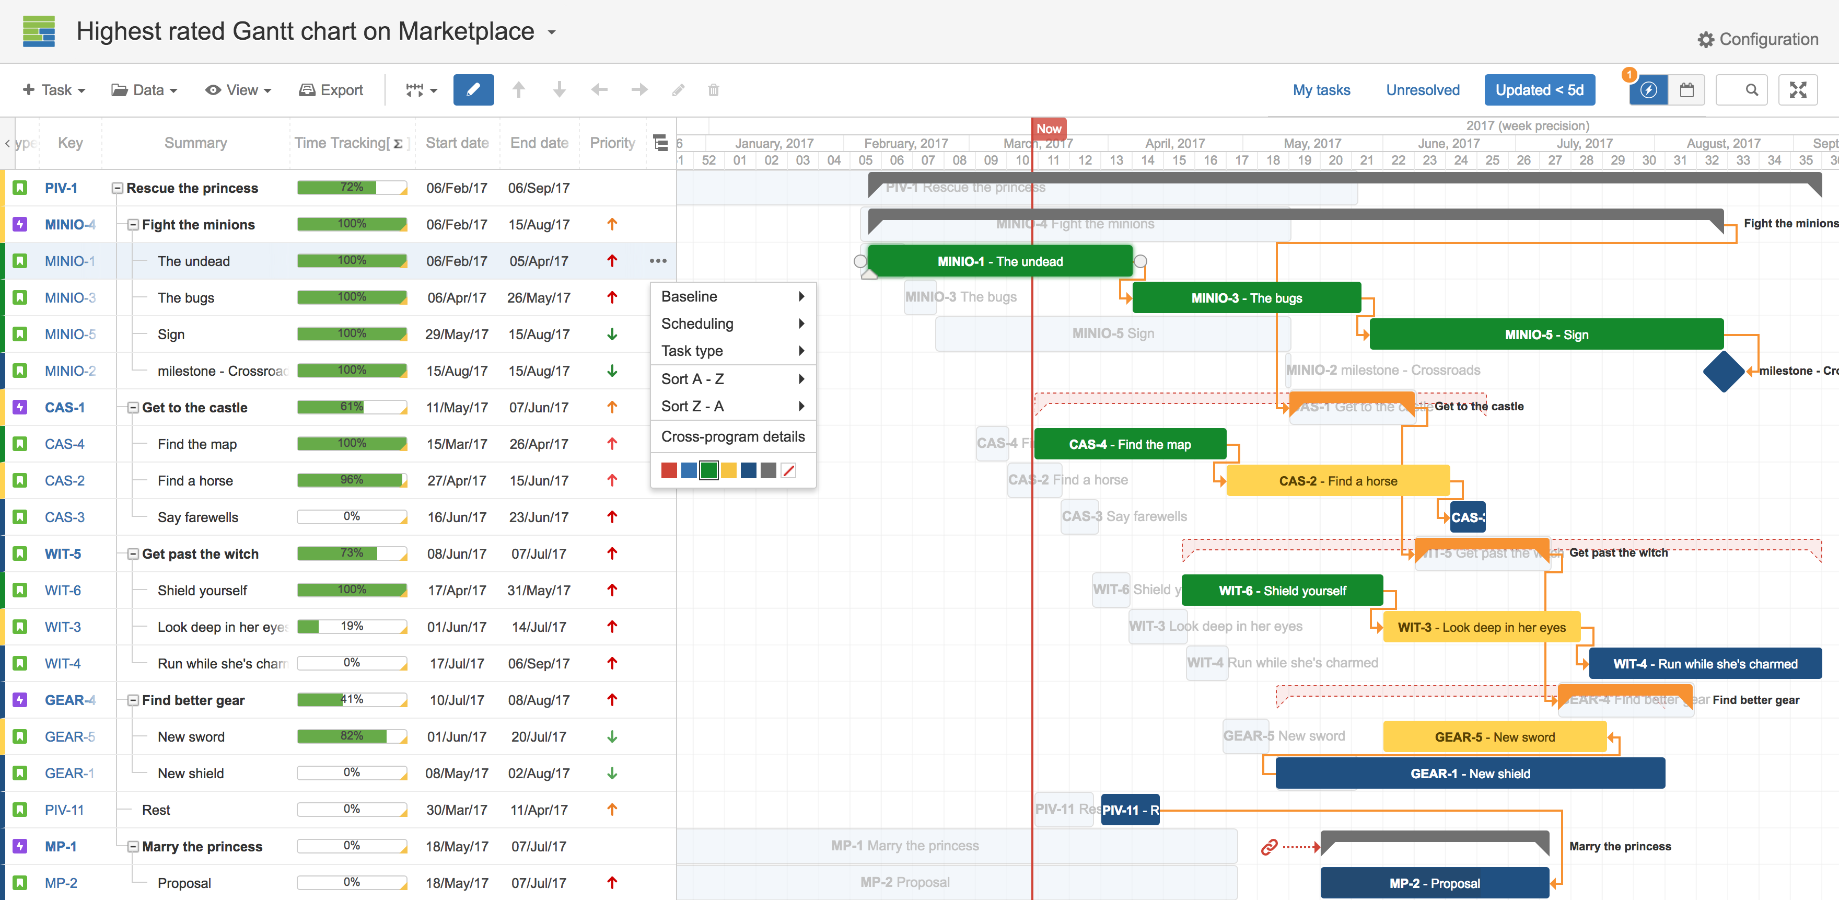 Highest rated Gantt chart on Marketplace
Configuration
Task Data View Export My tasks Unresolved Updated < 5d 1
ype Key Summary Time Tracking[Σ] Start date End date Priority
2017 (week precision)
6 January, 2017 February, 2017 March, 2017 April, 2017 May, 2017 June, 2017 July, 2017 August, 2017 Sept
Now
51 52 01 02 03 04 05 06 07 08 09 10 11 12 13 14 15 16 17 18 19 20 21 22 23 24 25 26 27 28 29 30 31 32 33 34 35 36
PIV-1 Rescue the princess 72% 06/Feb/17 06/Sep/17 PIV-1 Rescue the princess
MINIO-4 Fight the minions 100% 06/Feb/17 15/Aug/17 MINIO-4 Fight the minions Fight the minions
MINIO-1 The undead 100% 06/Feb/17 05/Apr/17 MINIO-1 - The undead
MINIO-3 The bugs 100% 06/Apr/17 26/May/17 MINIO-3 The bugs MINIO-3 - The bugs
MINIO-5 Sign 100% 29/May/17 15/Aug/17 MINIO-5 Sign MINIO-5 - Sign
MINIO-2 milestone - Crossroad 100% 15/Aug/17 15/Aug/17 MINIO-2 milestone - Crossroads milestone - Cro
CAS-1 Get to the castle 61% 11/May/17 07/Jun/17 CAS-1 Get to the castle Get to the castle
CAS-4 Find the map 100% 15/Mar/17 26/Apr/17 CAS-4 Fi CAS-4 - Find the map
CAS-2 Find a horse 96% 27/Apr/17 15/Jun/17 CAS-2 Find a horse CAS-2 - Find a horse
CAS-3 Say farewells 0% 16/Jun/17 23/Jun/17 CAS-3 Say farewells CAS-3
WIT-5 Get past the witch 73% 08/Jun/17 07/Jul/17 WIT-5 Get past the witch Get past the witch
WIT-6 Shield yourself 100% 17/Apr/17 31/May/17 WIT-6 Shield y WIT-6 - Shield yourself
WIT-3 Look deep in her eyes 19% 01/Jun/17 14/Jul/17 WIT-3 Look deep in her eyes WIT-3 - Look deep in her eyes
WIT-4 Run while she's charm 0% 17/Jul/17 06/Sep/17 WIT-4 Run while she's charmed WIT-4 - Run while she's charmed
GEAR-4 Find better gear 41% 10/Jul/17 08/Aug/17 GEAR-4 Find better gear Find better gear
GEAR-5 New sword 82% 01/Jun/17 20/Jul/17 GEAR-5 New sword GEAR-5 - New sword
GEAR-1 New shield 0% 08/May/17 02/Aug/17 GEAR-1 - New shield
PIV-11 Rest 0% 30/Mar/17 11/Apr/17 PIV-11 Res PIV-11 - R
MP-1 Marry the princess 0% 18/May/17 07/Jul/17 MP-1 Marry the princess Marry the princess
MP-2 Proposal 0% 18/May/17 07/Jul/17 MP-2 Proposal MP-2 - Proposal
Baseline
Scheduling
Task type
Sort A - Z
Sort Z - A
Cross-program details